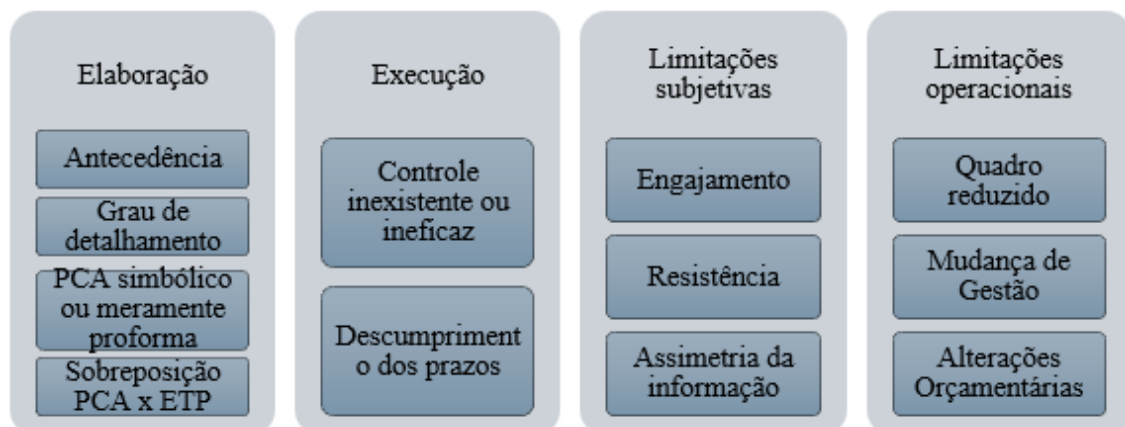 Elaboração
Antecedência
Grau de
detalhamento
PCA simbólico
ou meramente
proforma
Sobreposição
PCA x ETP
Execução
Controle
inexistente ou
ineficaz
Descumpriment
o dos prazos
Limitações
subjetivas
Engajamento
Resistência
Assimetria da
informação
Limitações
operacionais
Quadro
reduzido
Mudança de
Gestão
Alterações
Orçamentárias